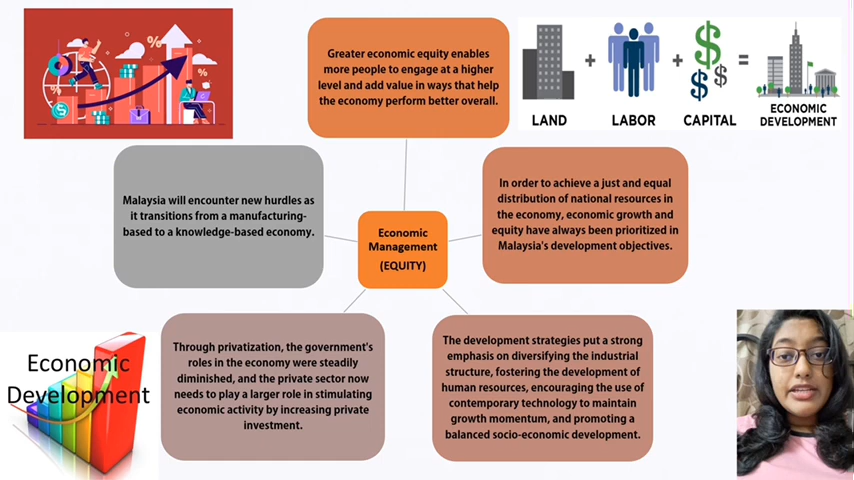 Greater economic equity enables
more people to engage at a higher
level and add value in ways that help
the economy perform better overall.
% %
%
$
LAND + LABOR + CAPITAL = ECONOMIC
DEVELOPMENT
$
$ $
Malaysia will encounter new hurdles as
it transitions from a manufacturing-
based to a knowledge-based economy.
Economic
Management
(EQUITY)
In order to achieve a just and equal
distribution of national resources in
the economy, economic growth and
equity have always been prioritized in
Malaysia's development objectives.
Economic
Development
Through privatization, the government's
roles in the economy were steadily
diminished, and the private sector now
needs to play a larger role in stimulating
economic activity by increasing private
investment.
The development strategies put a strong
emphasis on diversifying the industrial
structure, fostering the development of
human resources, encouraging the use of
contemporary technology to maintain
growth momentum, and promoting a
balanced socio-economic development.